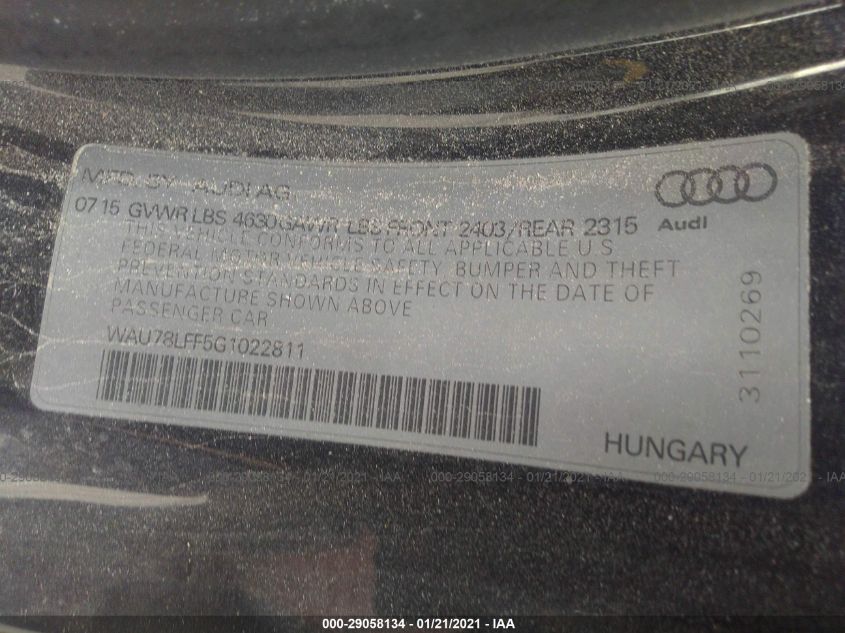 MFD. BY AUDI AG
0715 GVWR LBS 4630 GAWR LBS FRONT 2403/REAR 2315
THIS VEHICLE CONFORMS TO ALL APPLICABLE U S
FEDERAL MOTOR VEHICLE SAFETY BUMPER AND THEFT
PREVENTION STANDARDS IN EFFECT ON THE DATE OF
MANUFACTURE SHOWN ABOVE
PASSENGER CAR
WAU78LFF5G1022811
Audi
3110269
HUNGARY
000-29058134 - 01/21/2021 - IAA